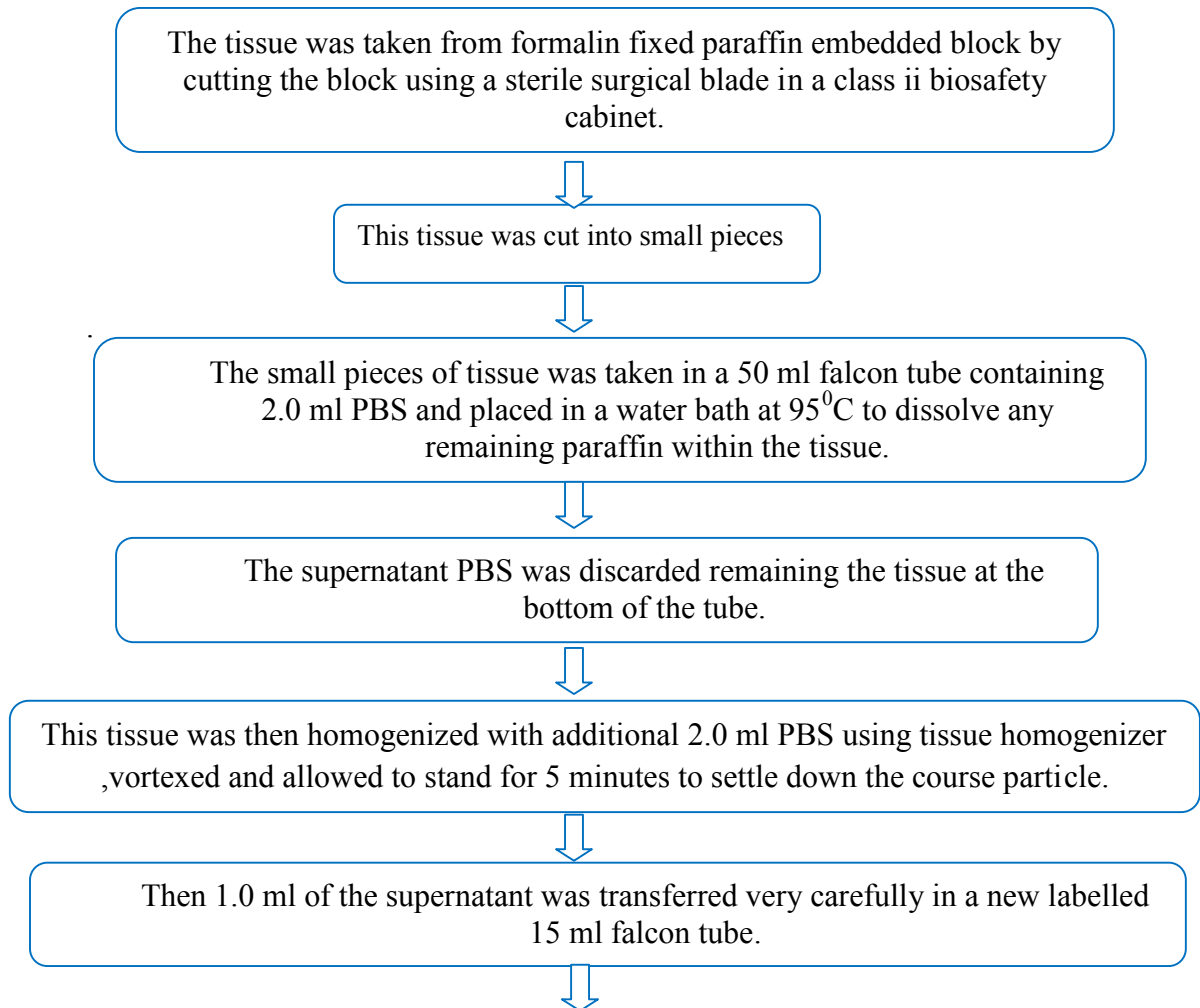 The tissue was taken from formalin fixed paraffin embedded block by
cutting the block using a sterile surgical blade in a class ii biosafety
cabinet.
This tissue was cut into small pieces
.
The small pieces of tissue was taken in a 50 ml falcon tube containing
2.0 ml PBS and placed in a water bath at 95⁰C to dissolve any
remaining paraffin within the tissue.
The supernatant PBS was discarded remaining the tissue at the
bottom of the tube.
This tissue was then homogenized with additional 2.0 ml PBS using tissue homogenizer
,vortexed and allowed to stand for 5 minutes to settle down the course particle.
Then 1.0 ml of the supernatant was transferred very carefully in a new labelled
15 ml falcon tube.